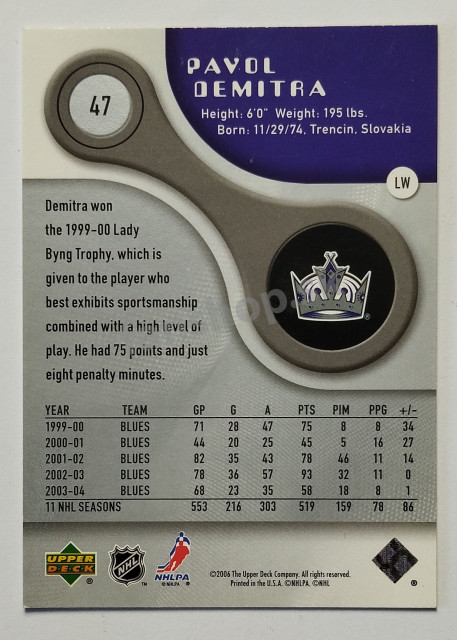 47
PAVOL
DEMITRA
Height: 6'0" Weight: 195 lbs.
Born: 11/29/74, Trencin, Slovakia
LW
Demitra won
the 1999-00 Lady
Byng Trophy, which is
given to the player who
best exhibits sportsmanship
combined with a high level of
play. He had 75 points and just
eight penalty minutes.
YEAR TEAM GP G A PTS PIM PPG +/-
1999-00 BLUES 71 28 47 75 8 8 34
2000-01 BLUES 44 20 25 45 5 16 27
2001-02 BLUES 82 35 43 78 46 11 14
2002-03 BLUES 78 36 57 93 32 11 0
2003-04 BLUES 68 23 35 58 18 8 1
11 NHL SEASONS 553 216 303 519 159 78 86
UPPER
DECK
®
NHL
TM
NHLPA
®
©2006 The Upper Deck Company. All rights reserved.
Printed in the U.S.A. ©NHLPA, ©NHL